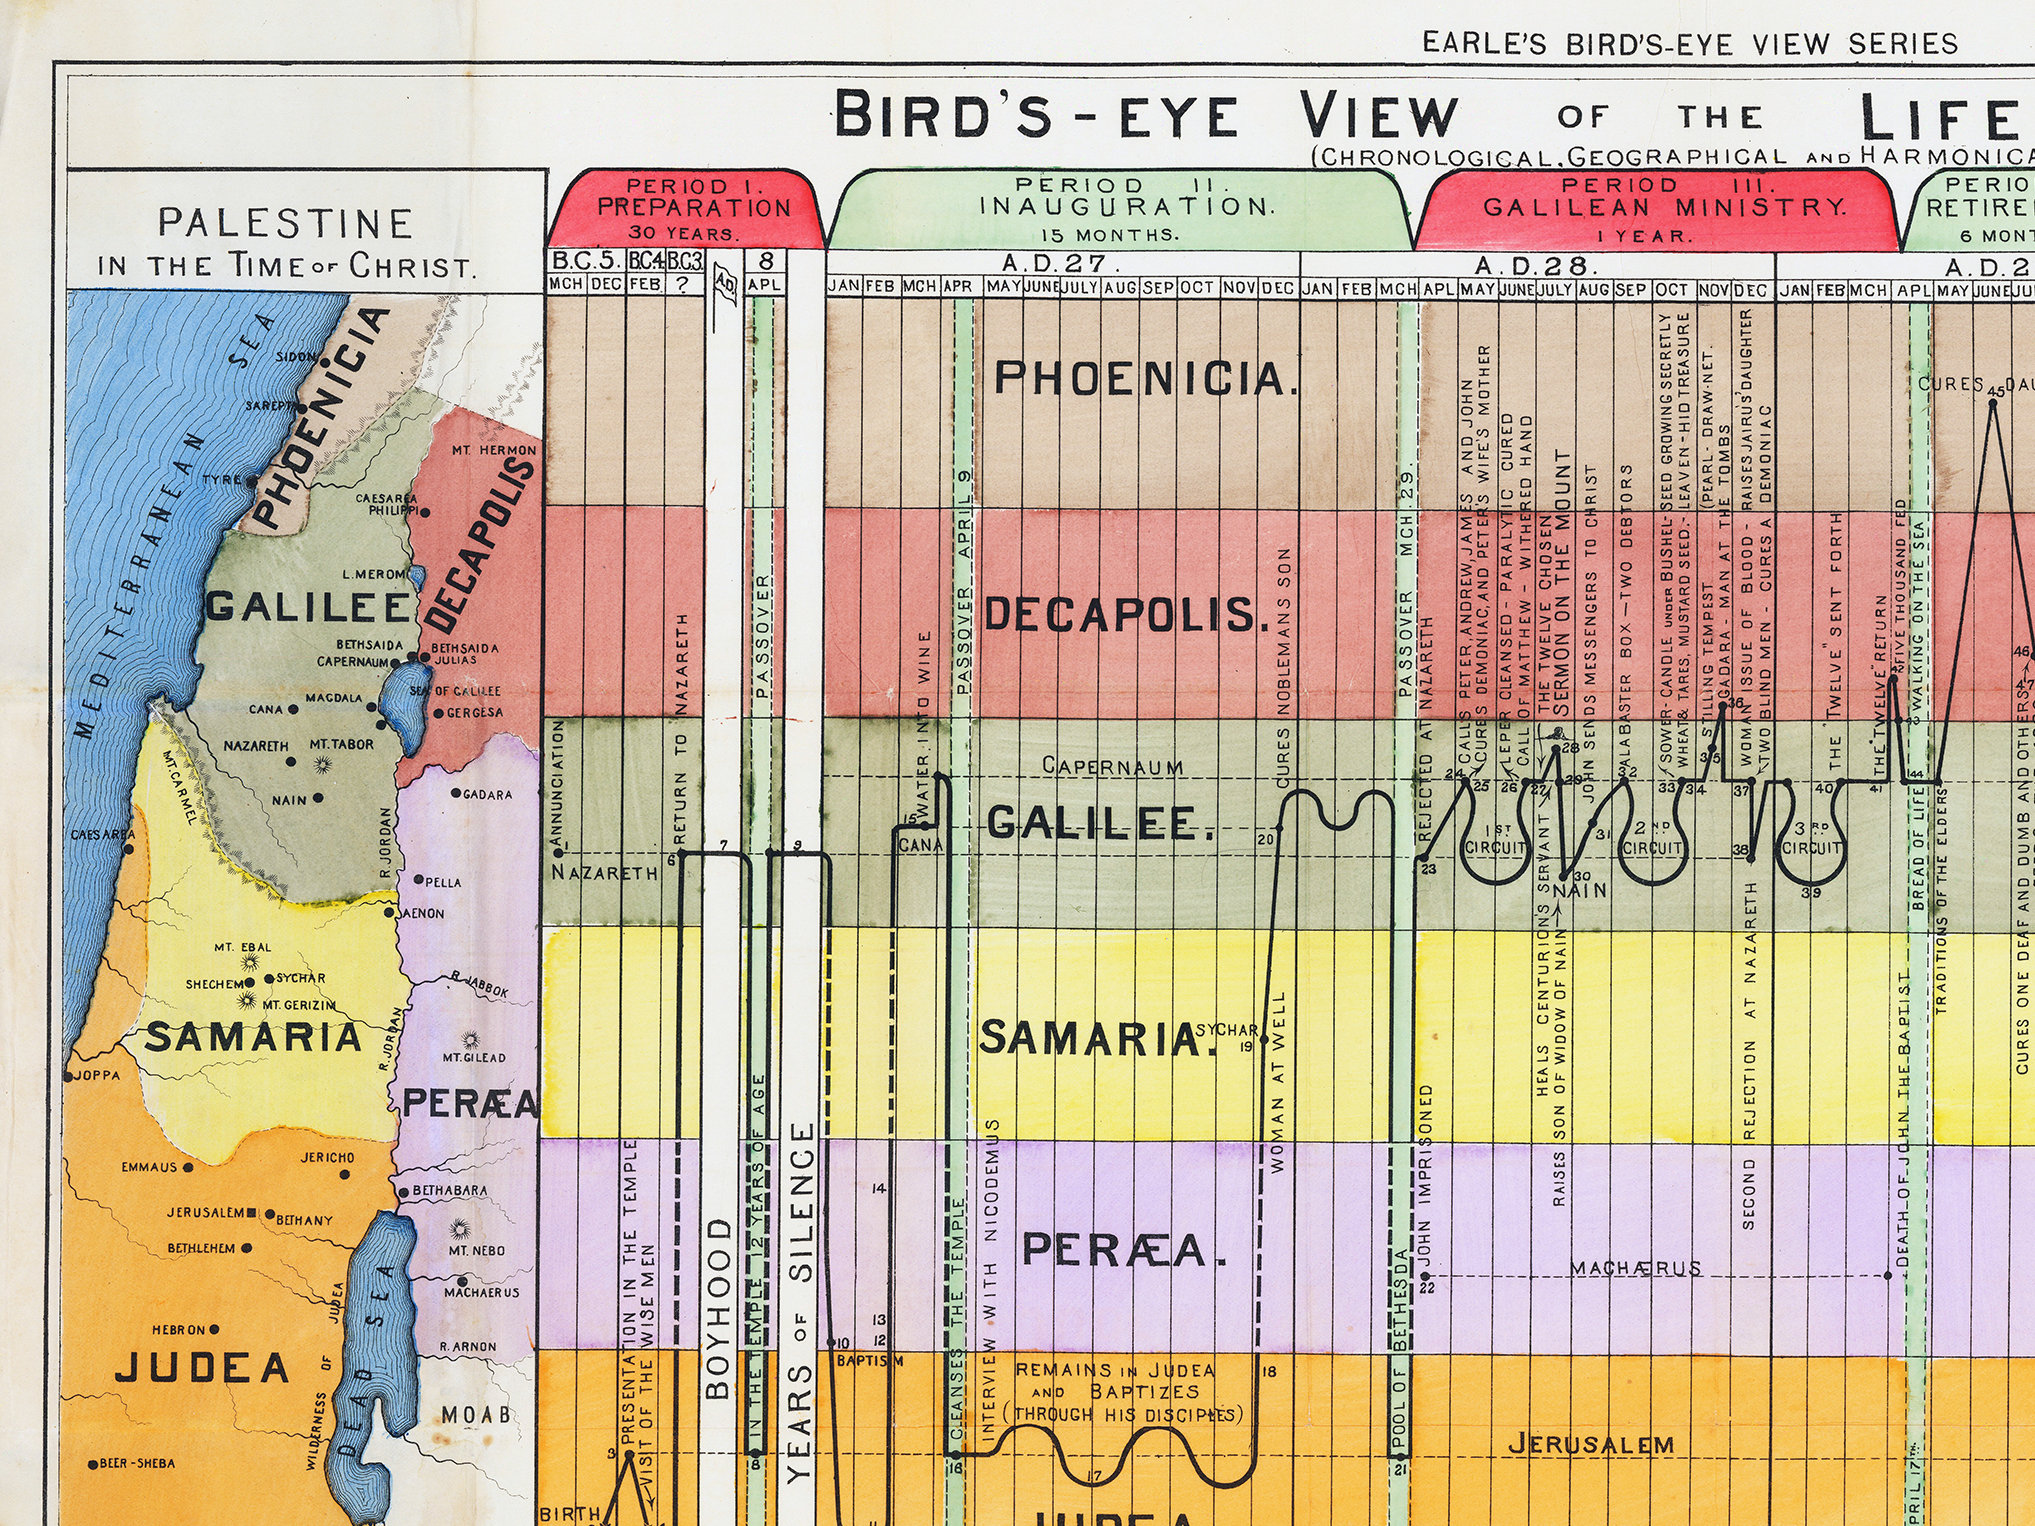 EARLE'S BIRD'S-EYE VIEW SERIES
BIRD'S-EYE VIEW OF THE LIFE
(CHRONOLOGICAL, GEOGRAPHICAL AND HARMONICA
PALESTINE
IN THE TIME OF CHRIST.
PERIOD I.
PREPARATION
30 YEARS.
PERIOD II.
INAUGURATION.
15 MONTHS.
PERIOD III.
GALILEAN MINISTRY.
1 YEAR.
PERIO
RETIRE
6 MONT
B.C.5. B.C.4 B.C.3. A.D. 8 A.D.27. A.D.28. A.D.2
MCH DEC FEB. ? APL JAN FEB MCH APR MAY JUNE JULY AUG SEP OCT NOV DEC JAN FEB MCH APL MAY JUNE JULY AUG SEP OCT NOV DEC JAN FEB MCH APL MAY JUNE JU
MEDITERRANEAN SEA
PHOENICIA
SIDON
SAREPTA
TYRE
MT. HERMON
CAESAREA
PHILIPPI
DECAPOLIS
L. MEROM
GALILEE
BETHSAIDA
CAPERNAUM
BETHSAIDA
JULIAS
SEA OF GALILEE
MAGDALA
CANA
GERGESA
NAZARETH
MT. TABOR
MT. CARMEL
NAIN
GADARA
CAESAREA
R. JORDAN
PELLA
AENON
MT. EBAL
SHECHEM
SYCHAR
MT. GERIZIM
R. JABBOK
SAMARIA
R. JORDAN
MT. GILEAD
JOPPA
PERÆA
EMMAUS
JERICHO
BETHABARA
JERUSALEM
BETHANY
BETHLEHEM
MT. NEBO
MACHAERUS
HEBRON
R. ARNON
JUDEA
WILDERNESS OF JUDEA
DEAD SEA
MOAB
BEER-SHEBA
PHOENICIA.
DECAPOLIS.
GALILEE.
SAMARIA.
PERÆA.
JUDEA
ANNUNCIATION
1
NAZARETH
RETURN TO NAZARETH
6
7
BOYHOOD
PASSOVER
IN THE TEMPLE 12 YEARS OF AGE
8
9
YEARS OF SILENCE
PRESENTATION IN THE TEMPLE
VISIT OF THE WISE MEN
3
BIRTH
10
BAPTISM
11
12
13
14
15
CANA
WATER INTO WINE
PASSOVER APRIL 9
CLEANSES THE TEMPLE
16
INTERVIEW WITH NICODEMUS
REMAINS IN JUDEA
AND BAPTIZES
(THROUGH HIS DISCIPLES)
17
18
SYCHAR
19
WOMAN AT WELL
20
CURES NOBLEMANS SON
CAPERNAUM
PASSOVER MCH. 29.
POOL OF BETHESDA
21
JOHN IMPRISONED
22
MACHÆRUS
JERUSALEM
REJECTED AT NAZARETH
23
24
CALLS PETER, ANDREW, JAMES AND JOHN
CURES DEMONIAC, AND PETER'S WIFE'S MOTHER
25
1ST
CIRCUIT
LEPER CLEANSED - PARALYTIC CURED
26
CALL OF MATTHEW - WITHERED HAND
27
THE TWELVE CHOSEN
SERMON ON THE MOUNT
28
29
HEALS CENTURION'S SERVANT
RAISES SON OF WIDOW OF NAIN
30
NAIN
JOHN SENDS MESSENGERS TO CHRIST
31
ALABASTER BOX - TWO DEBTORS
32
2ND
CIRCUIT
SOWER - CANDLE UNDER BUSHEL - SEED GROWING SECRETLY
WHEAT & TARES, MUSTARD SEED. - LEAVEN - HID TREASURE
(PEARL - DRAW-NET.
33
34
STILLING TEMPEST
35
GADARA - MAN AT THE TOMBS
36
WOMAN ISSUE OF BLOOD - RAISES JAIRUS' DAUGHTER
TWO BLIND MEN - CURES A DEMONIAC
37
38
SECOND REJECTION AT NAZARETH
3RD
CIRCUIT
39
THE "TWELVE" SENT FORTH
40
41
THE "TWELVE" RETURN
FIVE THOUSAND FED
WALKING ON THE SEA
44
BREAD OF LIFE
DEATH OF JOHN THE BAPTIST
PRIL 17TH.
TRADITIONS OF THE ELDERS
CURES DAU
45
46
47
CURES ONE DEAF AND DUMB AND OTHERS